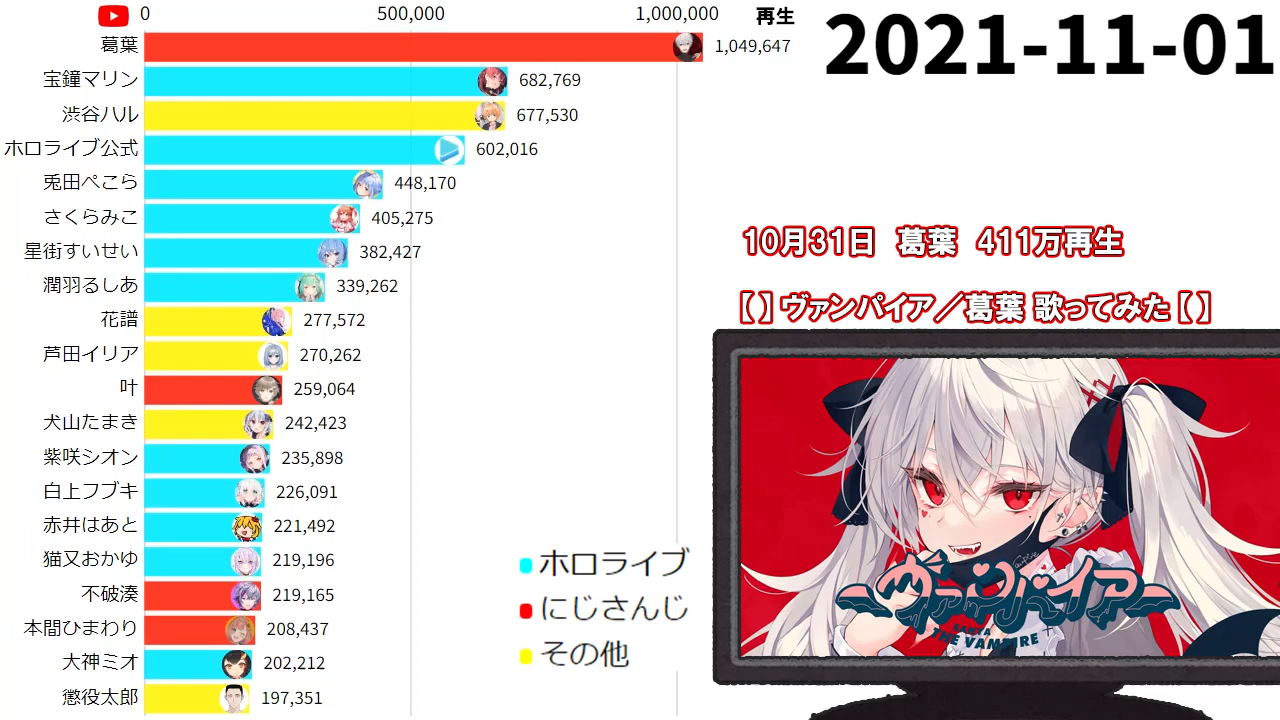 0 500,000 1,000,000 再生
2021-11-01
葛葉 1,049,647
宝鐘マリン 682,769
渋谷ハル 677,530
ホロライブ公式 602,016
兎田ぺこら 448,170
さくらみこ 405,275
星街すいせい 382,427
潤羽るしあ 339,262
花譜 277,572
芦田イリア 270,262
叶 259,064
犬山たまき 242,423
紫咲シオン 235,898
白上フブキ 226,091
赤井はあと 221,492
猫又おかゆ 219,196
不破湊 219,165
本間ひまわり 208,437
大神ミオ 202,212
懲役太郎 197,351
ホロライブ
にじさんじ
その他
10月31日 葛葉 411万再生
【 】ヴァンパイア／葛葉 歌ってみた【 】
ヴァンパイア
THE VAMPIRE